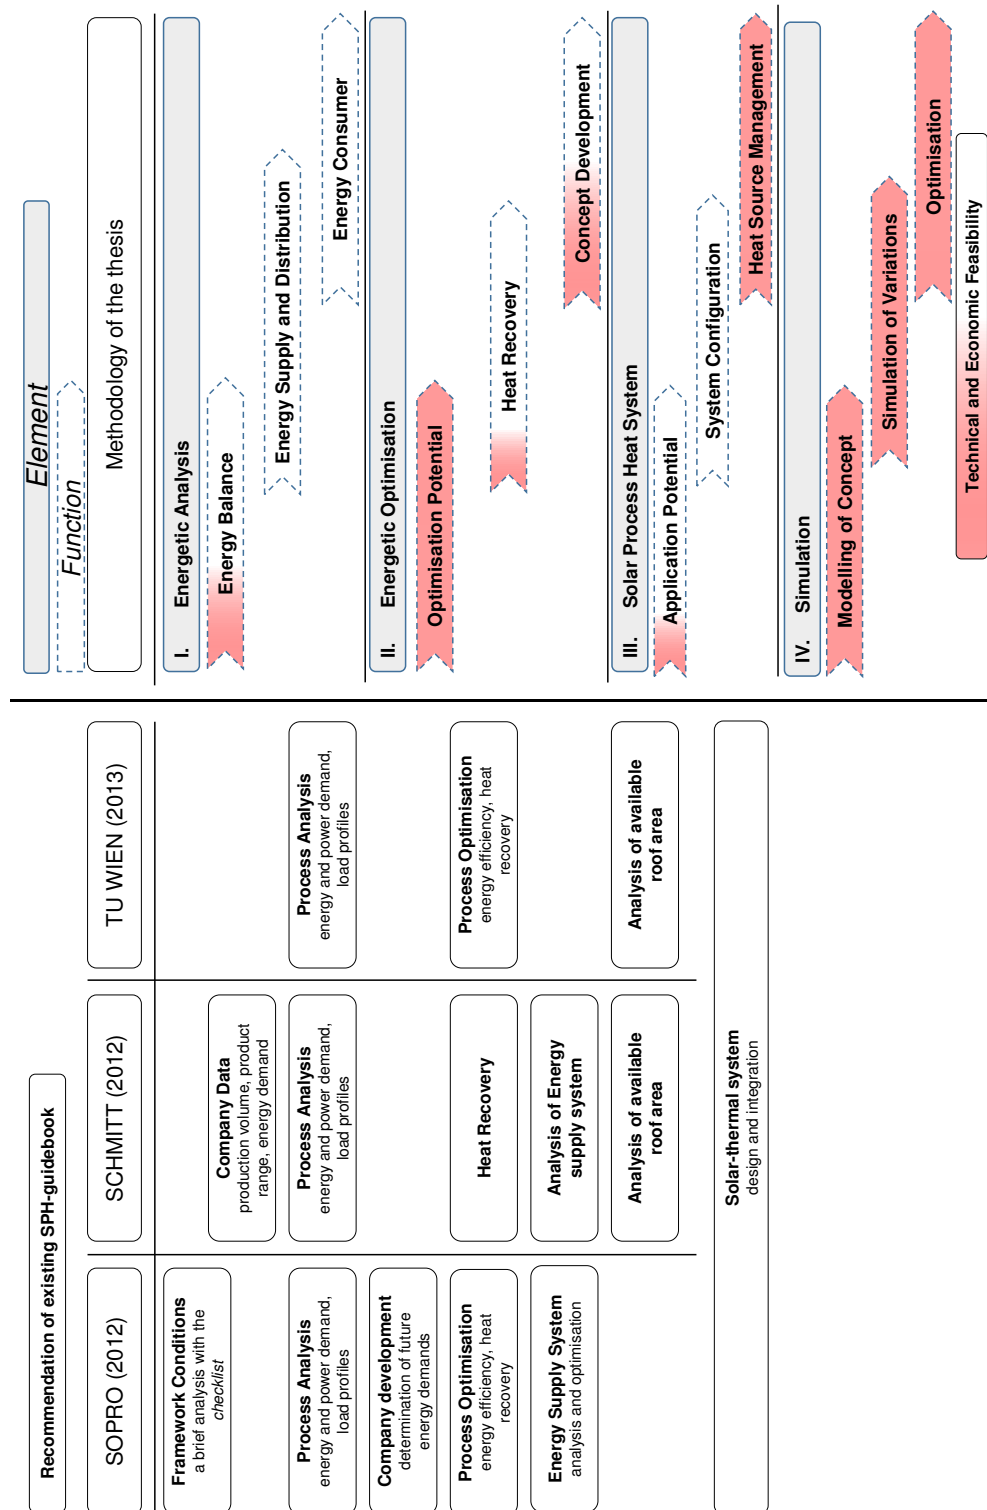 Recommendation of existing SPH-guidebook
SOPRO (2012)
SCHMITT (2012)
TU WIEN (2013)
Framework Conditions
a brief analysis with the
checklist
Company Data
production volume, product
range, energy demand
Process Analysis
energy and power demand,
load profiles
Process Analysis
energy and power demand,
load profiles
Process Analysis
energy and power demand,
load profiles
Company development
determination of future
energy demands
Process Optimisation
energy efficiency, heat
recovery
Heat Recovery
Process Optimisation
energy efficiency, heat
recovery
Energy Supply System
analysis and optimisation
Analysis of Energy
supply system
Analysis of available
roof area
Analysis of available
roof area
Solar-thermal system
design and integration
Element
Function
Methodology of the thesis
I. Energetic Analysis
Energy Balance
Energy Supply and Distribution
Energy Consumer
II. Energetic Optimisation
Optimisation Potential
Heat Recovery
Concept Development
III. Solar Process Heat System
Application Potential
System Configuration
Heat Source Management
IV. Simulation
Modelling of Concept
Simulation of Variations
Optimisation
Technical and Economic Feasibility